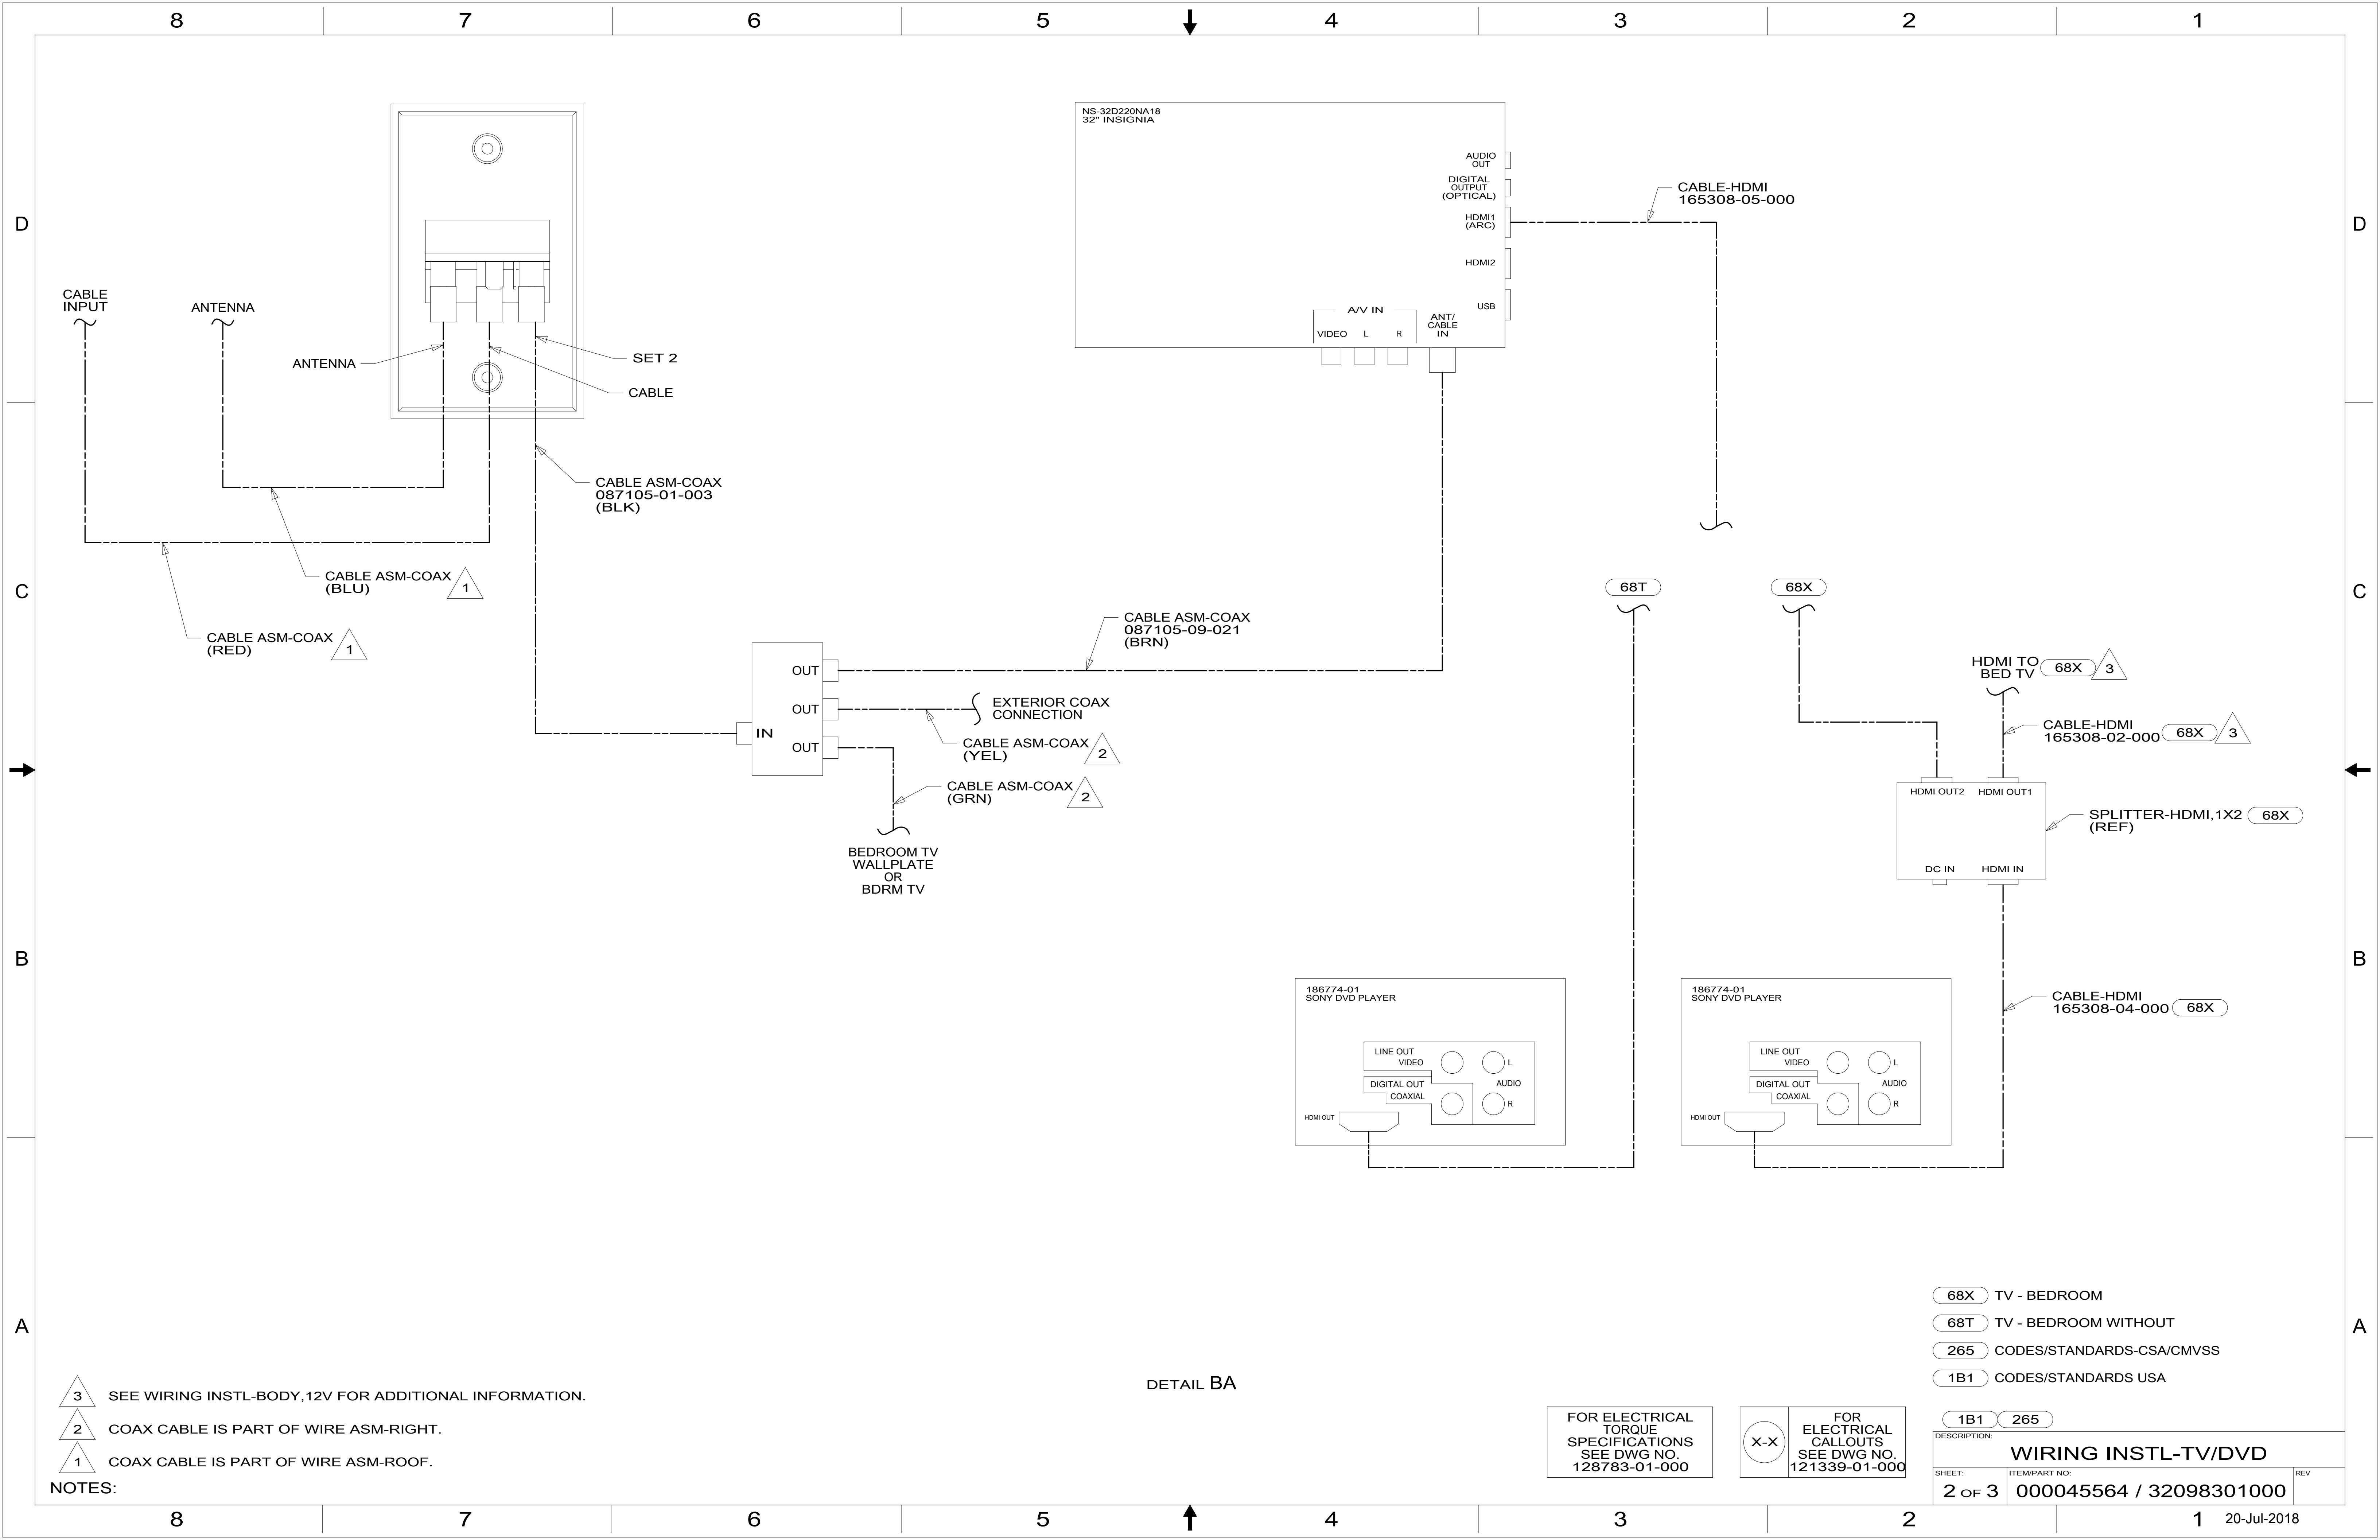 8 7 6 5 4 3 2 1
D
D
C
C
B
B
A
A
NS-32D220NA18
32" INSIGNIA
AUDIO
OUT
DIGITAL
OUTPUT
(OPTICAL)
HDMI1
(ARC)
HDMI2
USB
A/V IN
VIDEO L R
ANT/
CABLE
IN
CABLE-HDMI
165308-05-000
CABLE
INPUT
ANTENNA
ANTENNA
SET 2
CABLE
CABLE ASM-COAX
087105-01-003
(BLK)
CABLE ASM-COAX 1
(BLU)
CABLE ASM-COAX 1
(RED)
IN
OUT
OUT
OUT
CABLE ASM-COAX
087105-09-021
(BRN)
EXTERIOR COAX
CONNECTION
CABLE ASM-COAX 2
(YEL)
CABLE ASM-COAX 2
(GRN)
BEDROOM TV
WALLPLATE
OR
BDRM TV
68T
68X
HDMI TO
BED TV 68X 3
CABLE-HDMI
165308-02-000 68X 3
HDMI OUT2 HDMI OUT1
DC IN HDMI IN
SPLITTER-HDMI,1X2 68X
(REF)
186774-01
SONY DVD PLAYER
LINE OUT
VIDEO
L
DIGITAL OUT
COAXIAL
AUDIO
R
HDMI OUT
186774-01
SONY DVD PLAYER
LINE OUT
VIDEO
L
DIGITAL OUT
COAXIAL
AUDIO
R
HDMI OUT
CABLE-HDMI
165308-04-000 68X
68X TV - BEDROOM
68T TV - BEDROOM WITHOUT
265 CODES/STANDARDS-CSA/CMVSS
1B1 CODES/STANDARDS USA
3 SEE WIRING INSTL-BODY,12V FOR ADDITIONAL INFORMATION.
2 COAX CABLE IS PART OF WIRE ASM-RIGHT.
1 COAX CABLE IS PART OF WIRE ASM-ROOF.
NOTES:
DETAIL BA
FOR ELECTRICAL
TORQUE
SPECIFICATIONS
SEE DWG NO.
128783-01-000
X-X
FOR
ELECTRICAL
CALLOUTS
SEE DWG NO.
121339-01-000
1B1 265
DESCRIPTION:
WIRING INSTL-TV/DVD
SHEET:
2 OF 3
ITEM/PART NO:
000045564 / 32098301000
REV
8 7 6 5 4 3 2 1
20-Jul-2018